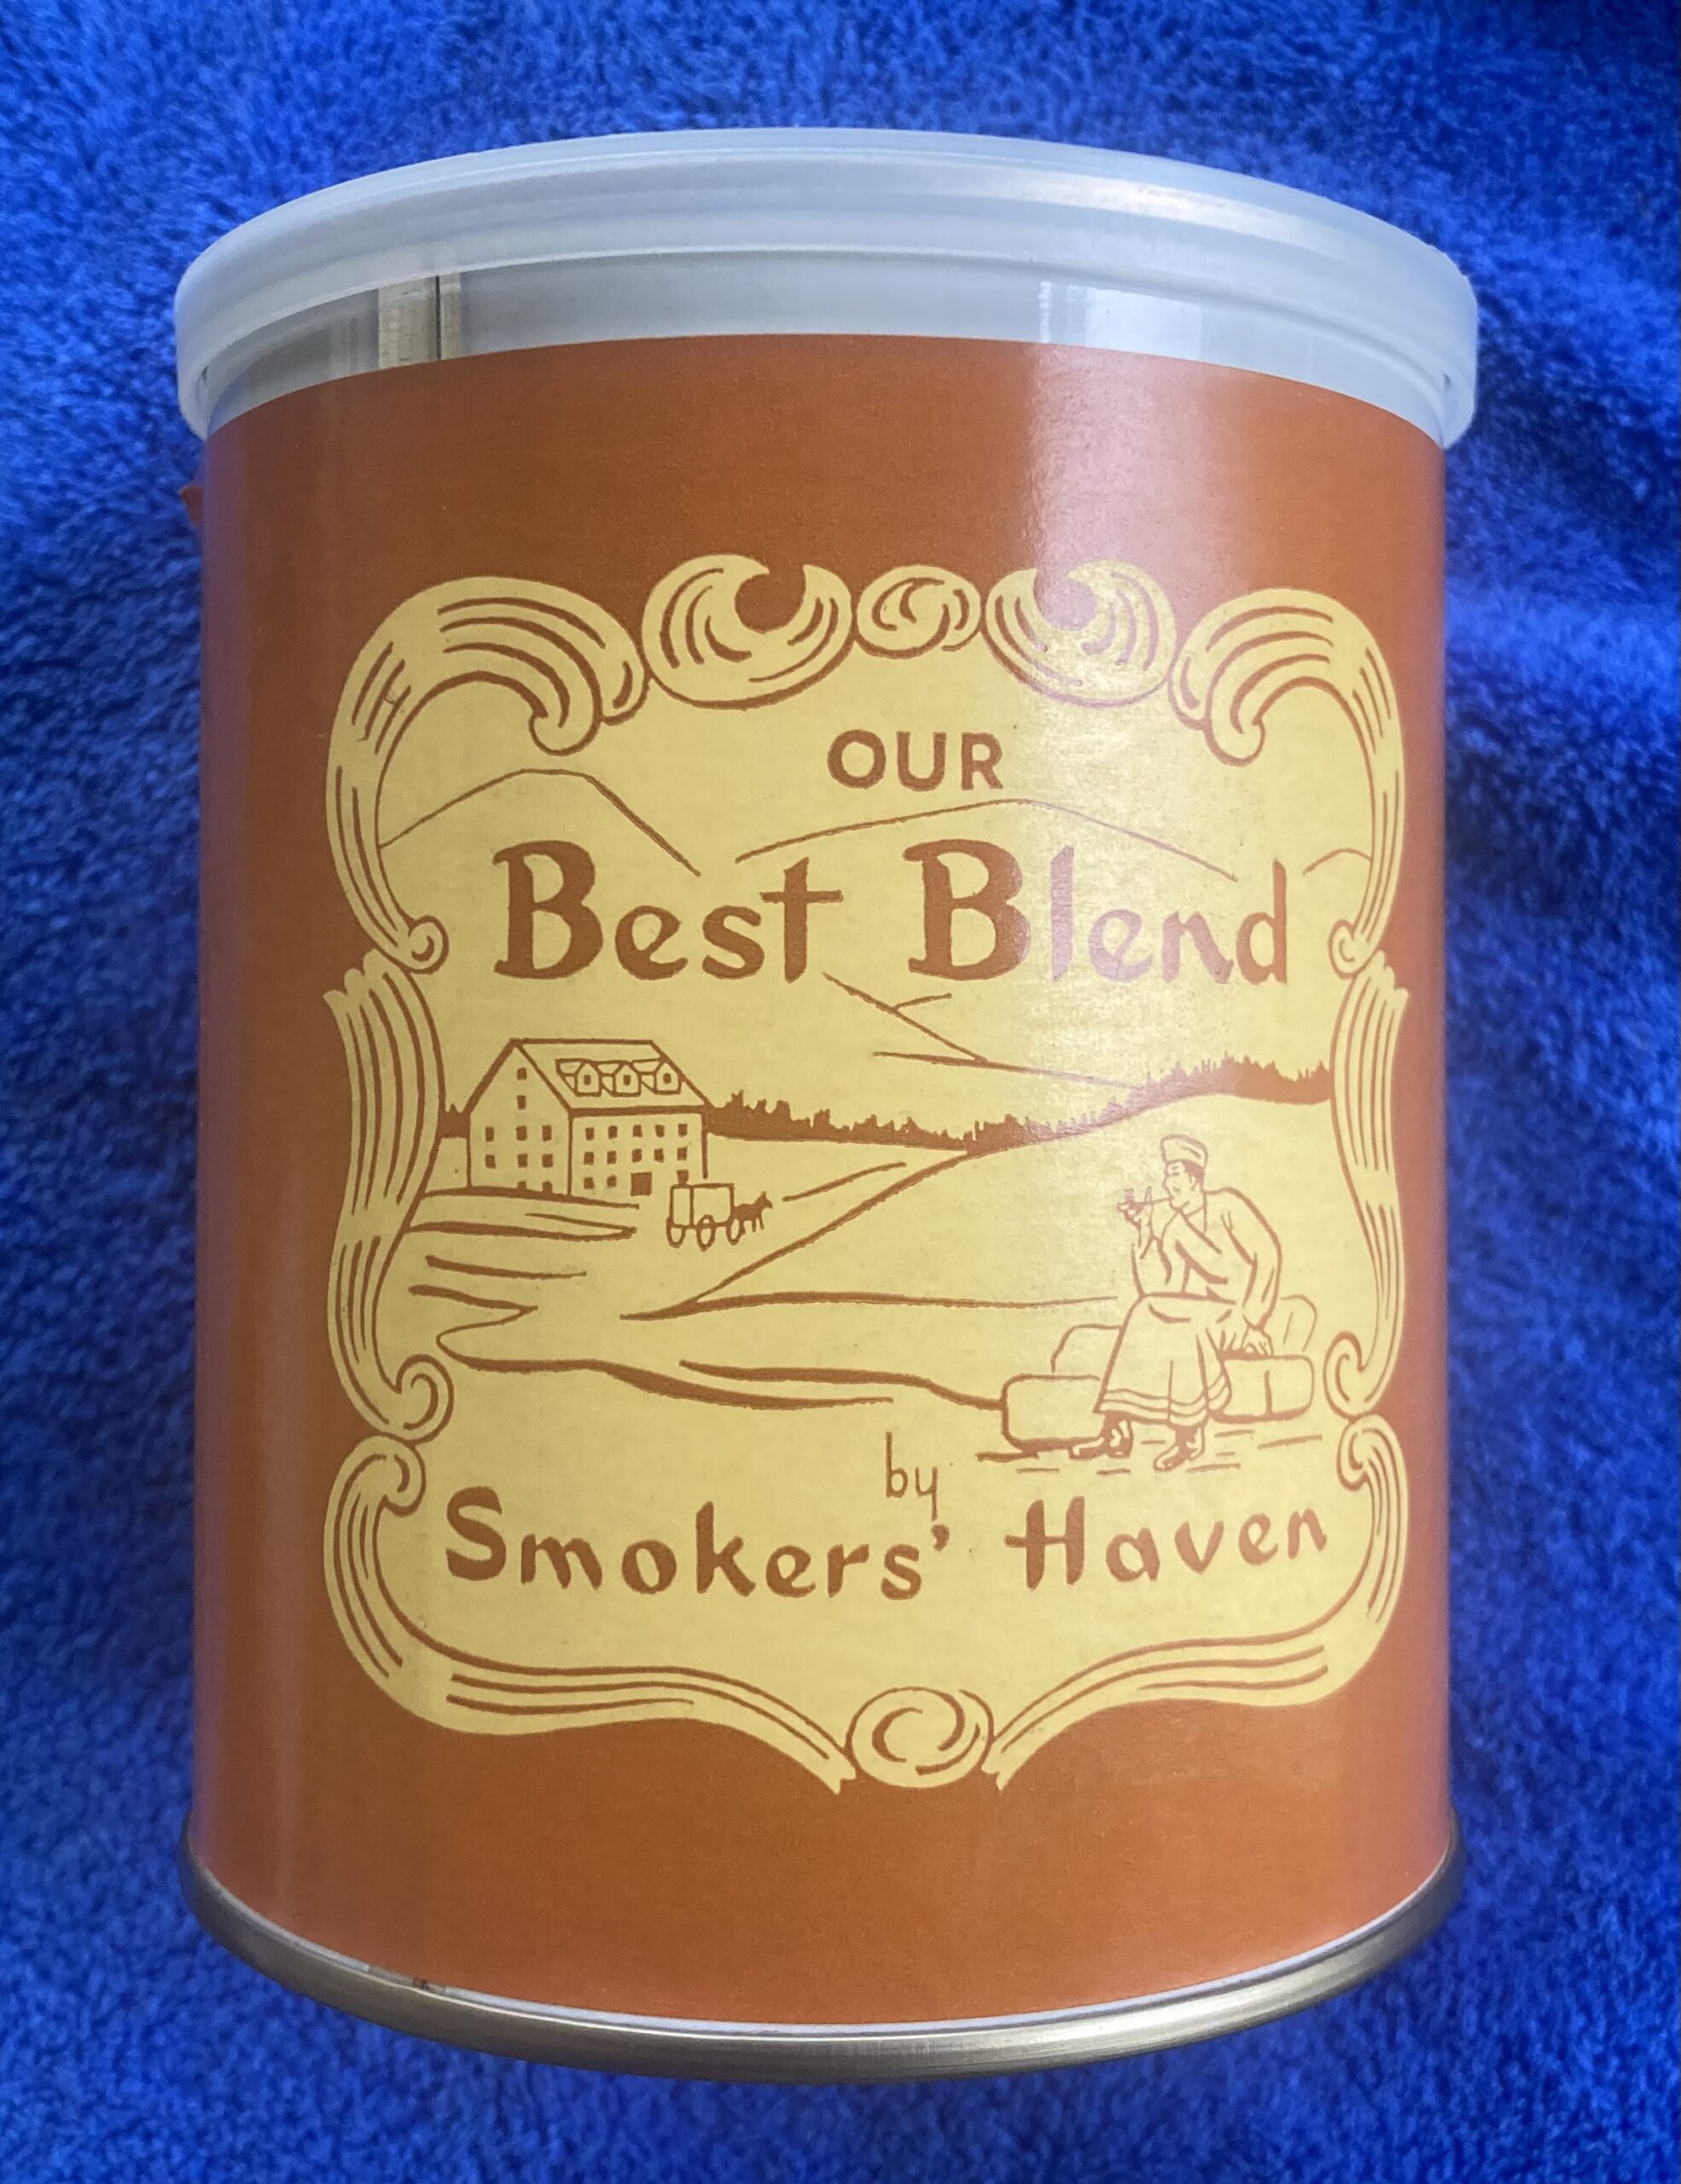 OUR
Best Blend
by
Smokers' Haven